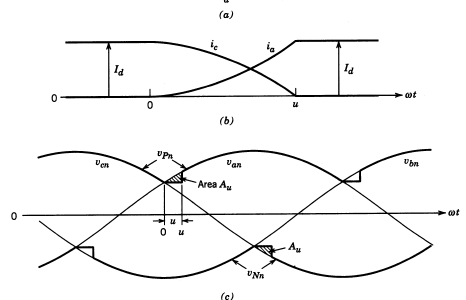 a
(a)
i_c
i_a
I_d
I_d
0
0
u
ωt
(b)
v_cn
v_Pn
v_an
v_bn
Area A_u
0
u
ωt
0
u
A_u
v_Nn
(c)